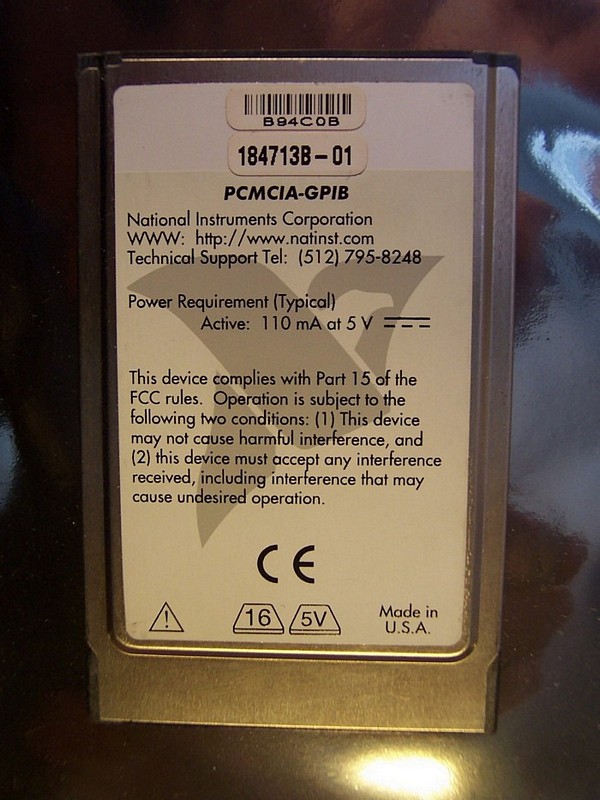 B94C0B
184713B-01
PCMCIA-GPIB
National Instruments Corporation
WWW: http://www.natinst.com
Technical Support Tel: (512) 795-8248
Power Requirement (Typical)
Active: 110 mA at 5 V
This device complies with Part 15 of the
FCC rules. Operation is subject to the
following two conditions: (1) This device
may not cause harmful interference, and
(2) this device must accept any interference
received, including interference that may
cause undesired operation.
CE
! 16 5V Made in
U.S.A.